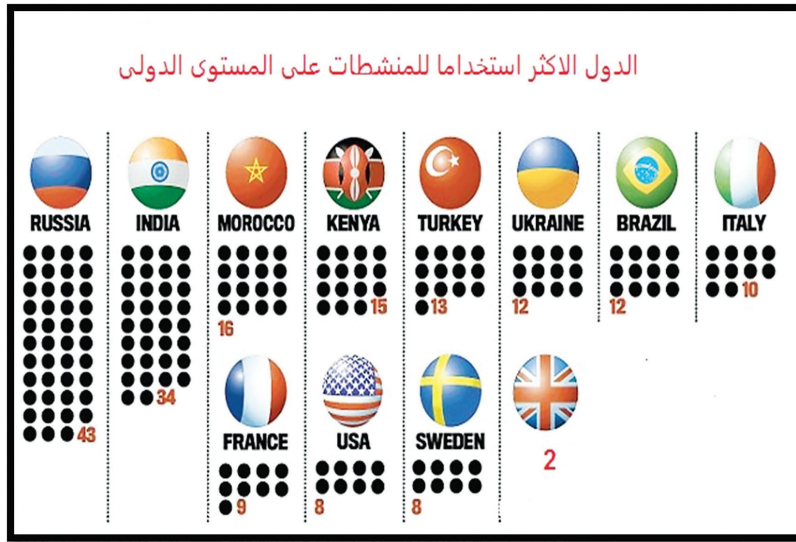 الدول الاكثر استخداما للمنشطات على المستوى الدولى
RUSSIA INDIA MOROCCO KENYA TURKEY UKRAINE BRAZIL ITALY
43 34 16 15 13 12 12 10
FRANCE USA SWEDEN
9 8 8 2